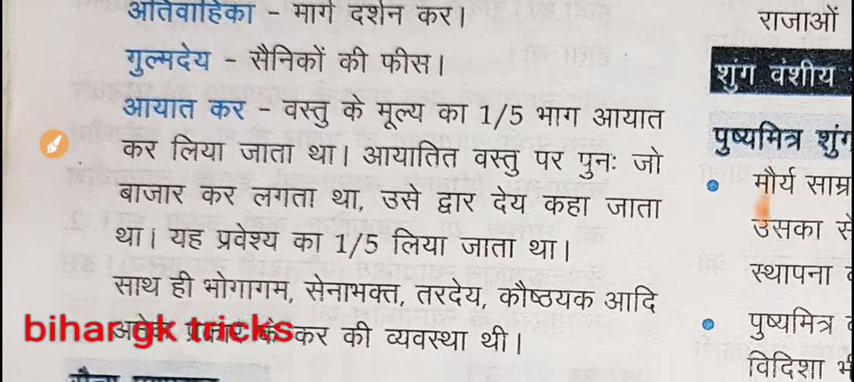 अतिवाहिका - मार्ग दर्शन कर।
गुल्मदेय - सैनिकों की फीस।
आयात कर - वस्तु के मूल्य का 1/5 भाग आयात
कर लिया जाता था। आयातित वस्तु पर पुनः जो
बाजार कर लगता था, उसे द्वार देय कहा जाता
था। यह प्रवेश्य का 1/5 लिया जाता था।
साथ ही भोगागम, सेनाभक्त, तरदेय, कौष्ठयक आदि
कर की व्यवस्था थी।
bihar gk tricks
राजाओं
शुंग वंशीय
पुष्यमित्र शुंग
मौर्य
उसका
स्थापना
पुष्यमित्र
विदिशा